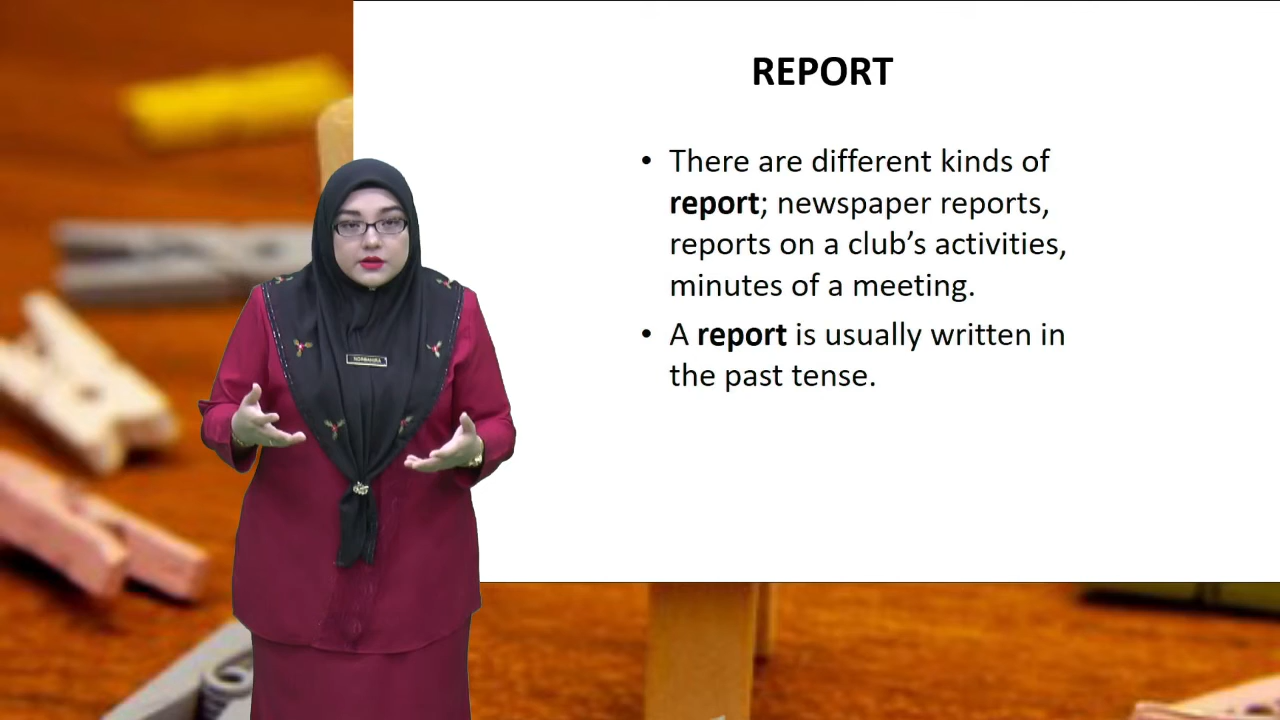 REPORT
• There are different kinds of
report; newspaper reports,
reports on a club’s activities,
minutes of a meeting.
• A report is usually written in
the past tense.